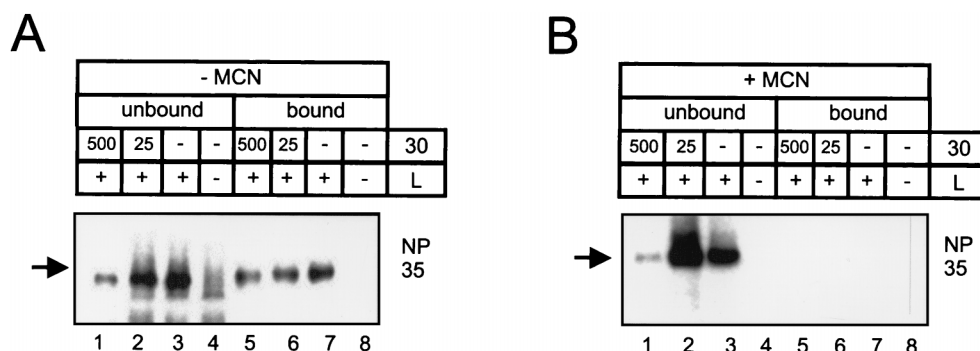 A
- MCN
unbound bound
500 25 - - 500 25 - - 30
+ + + - + + + - L
NP
35
1 2 3 4 5 6 7 8
B
+ MCN
unbound bound
500 25 - - 500 25 - - 30
+ + + - + + + - L
NP
35
1 2 3 4 5 6 7 8